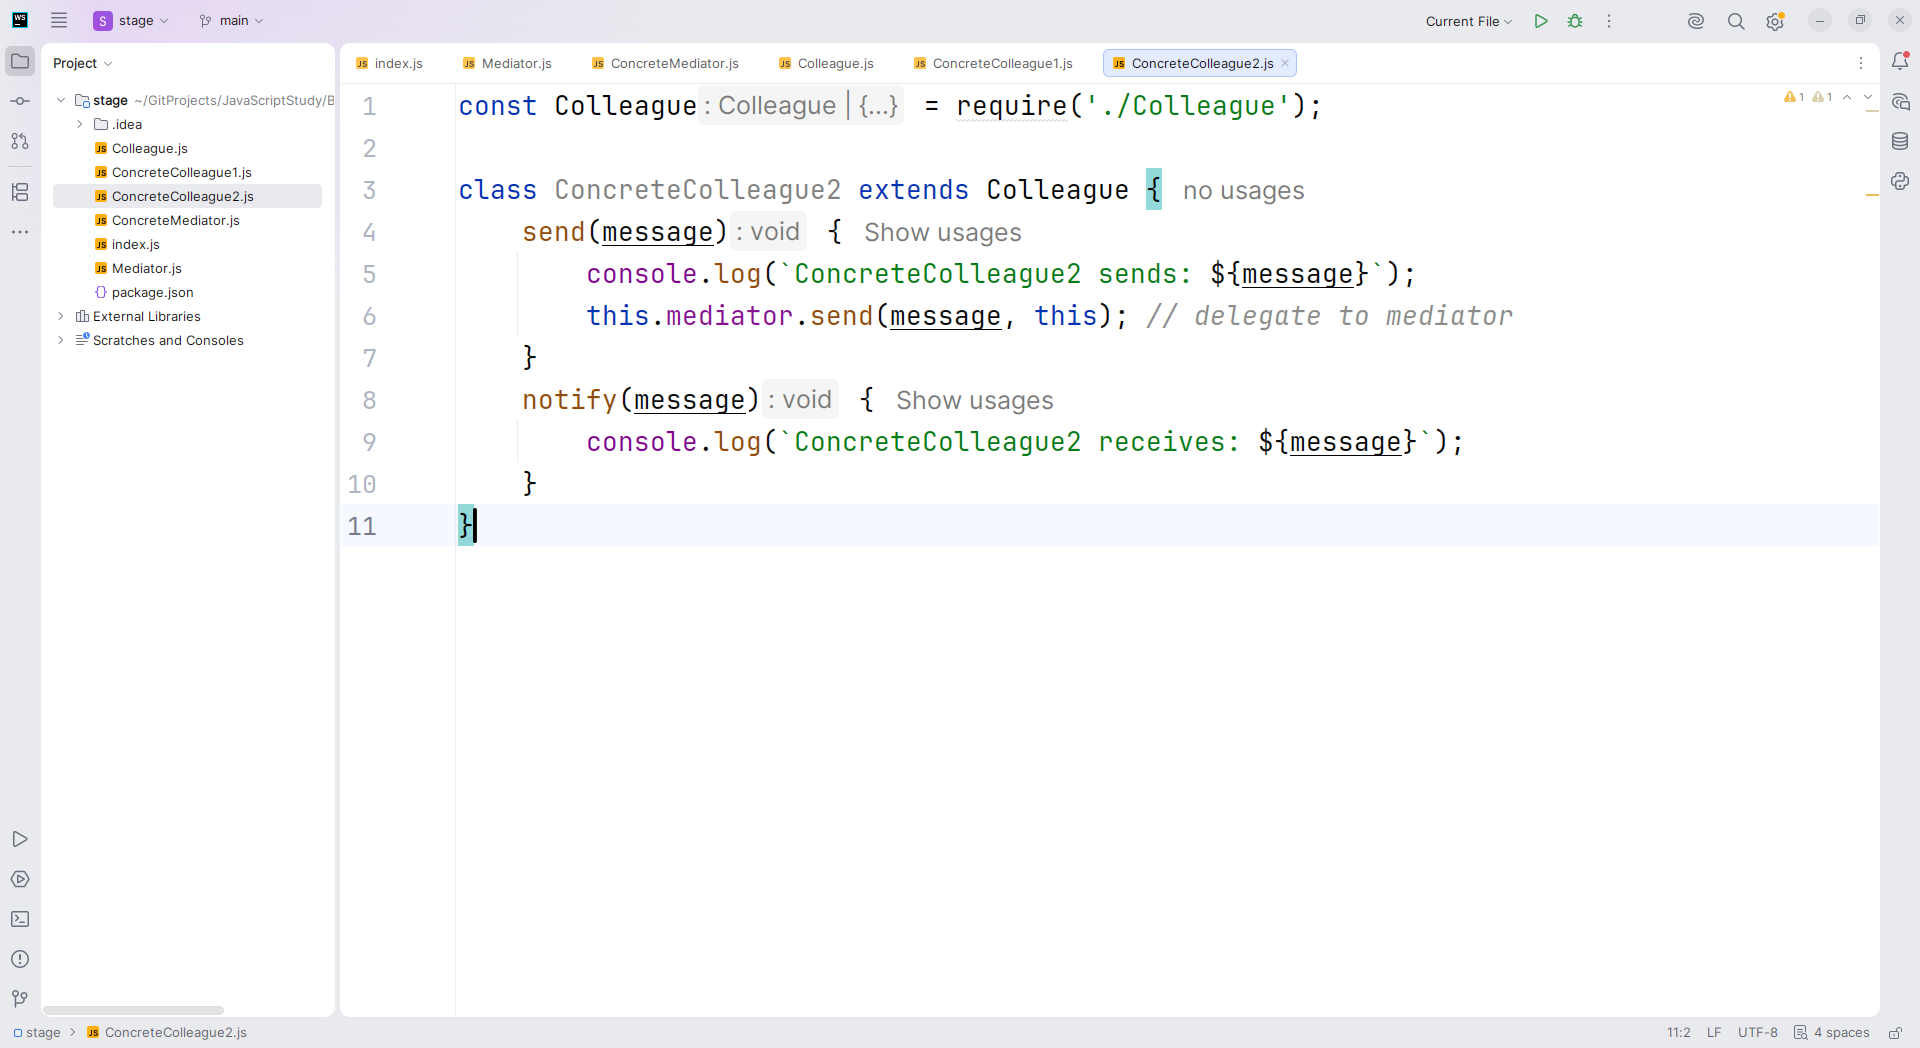 WS
S stage
main
Current File
Project
index.js
Mediator.js
ConcreteMediator.js
Colleague.js
ConcreteColleague1.js
ConcreteColleague2.js
stage ~/GitProjects/JavaScriptStudy/B
.idea
Colleague.js
ConcreteColleague1.js
ConcreteColleague2.js
ConcreteMediator.js
index.js
Mediator.js
package.json
External Libraries
Scratches and Consoles
1 const Colleague : Colleague | {...} = require('./Colleague');
2
3 class ConcreteColleague2 extends Colleague { no usages
4 send(message) : void { Show usages
5 console.log(`ConcreteColleague2 sends: ${message}`);
6 this.mediator.send(message, this); // delegate to mediator
7 }
8 notify(message) : void { Show usages
9 console.log(`ConcreteColleague2 receives: ${message}`);
10 }
11 }
1 1
stage > ConcreteColleague2.js
11:2 LF UTF-8 4 spaces